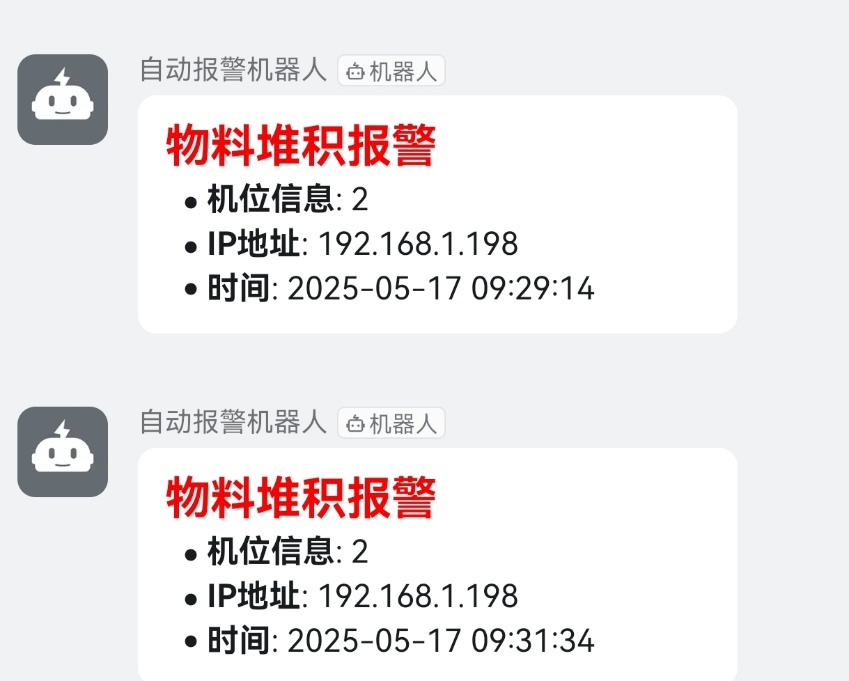 自动报警机器人 机器人
物料堆积报警
• 机位信息: 2
• IP地址: 192.168.1.198
• 时间: 2025-05-17 09:29:14
自动报警机器人 机器人
物料堆积报警
• 机位信息: 2
• IP地址: 192.168.1.198
• 时间: 2025-05-17 09:31:34